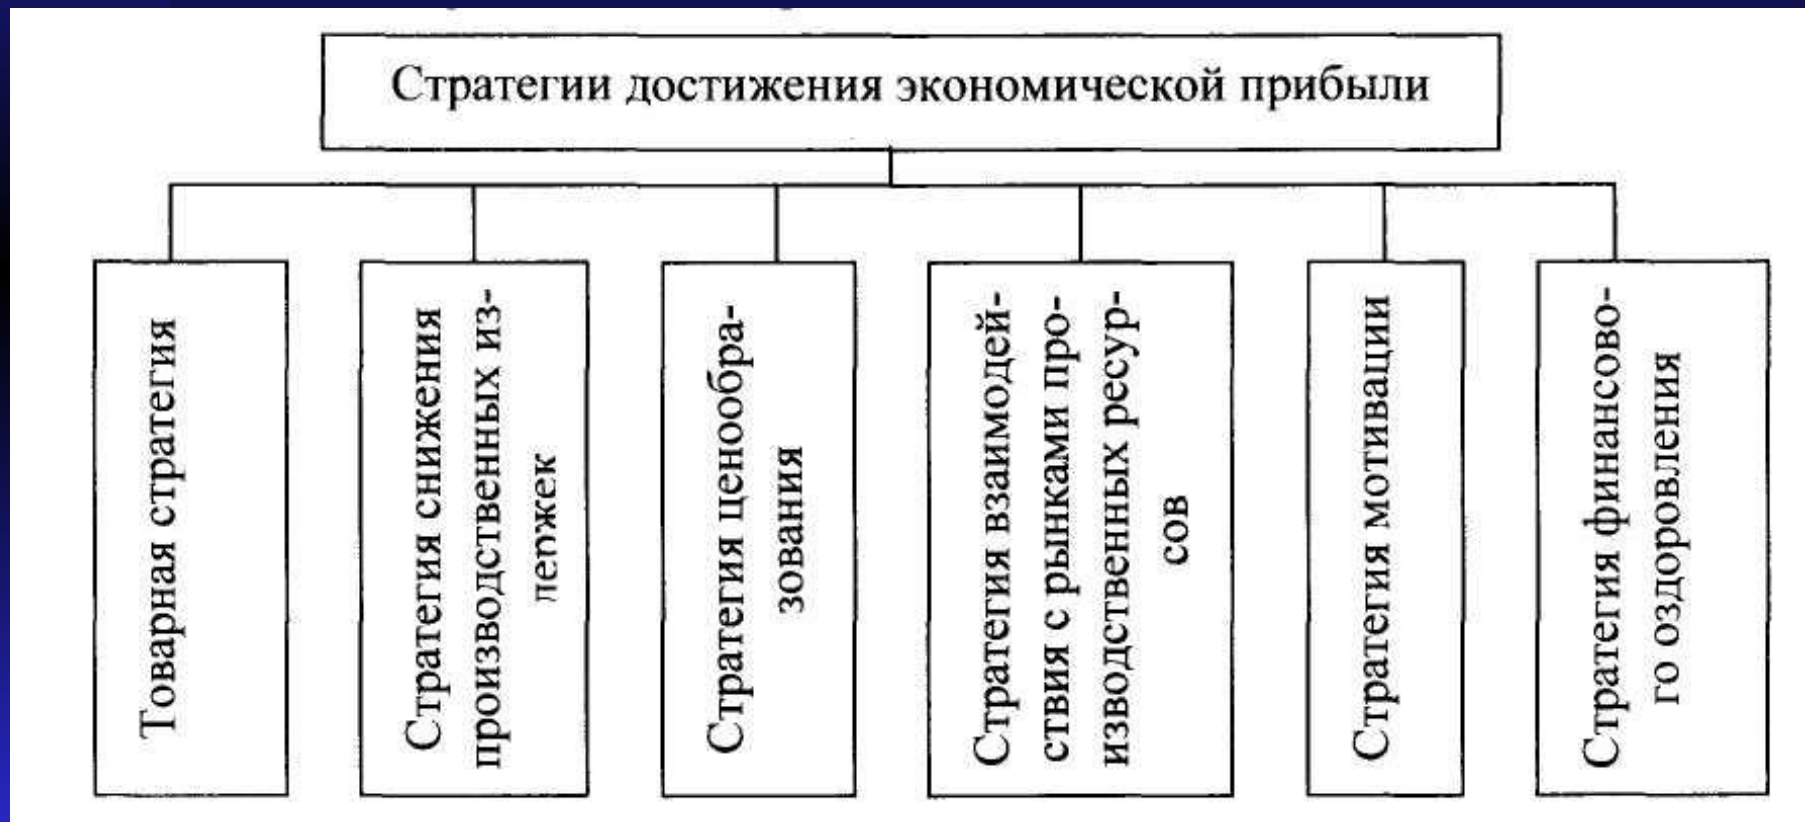 Стратегии достижения экономической прибыли
Товарная стратегия
Стратегия снижения
производственных из-
держек
Стратегия ценообра-
зования
Стратегия взаимодей-
ствия с рынками про-
изводственных ресур-
сов
Стратегия мотивации
Стратегия финансово-
го оздоровления